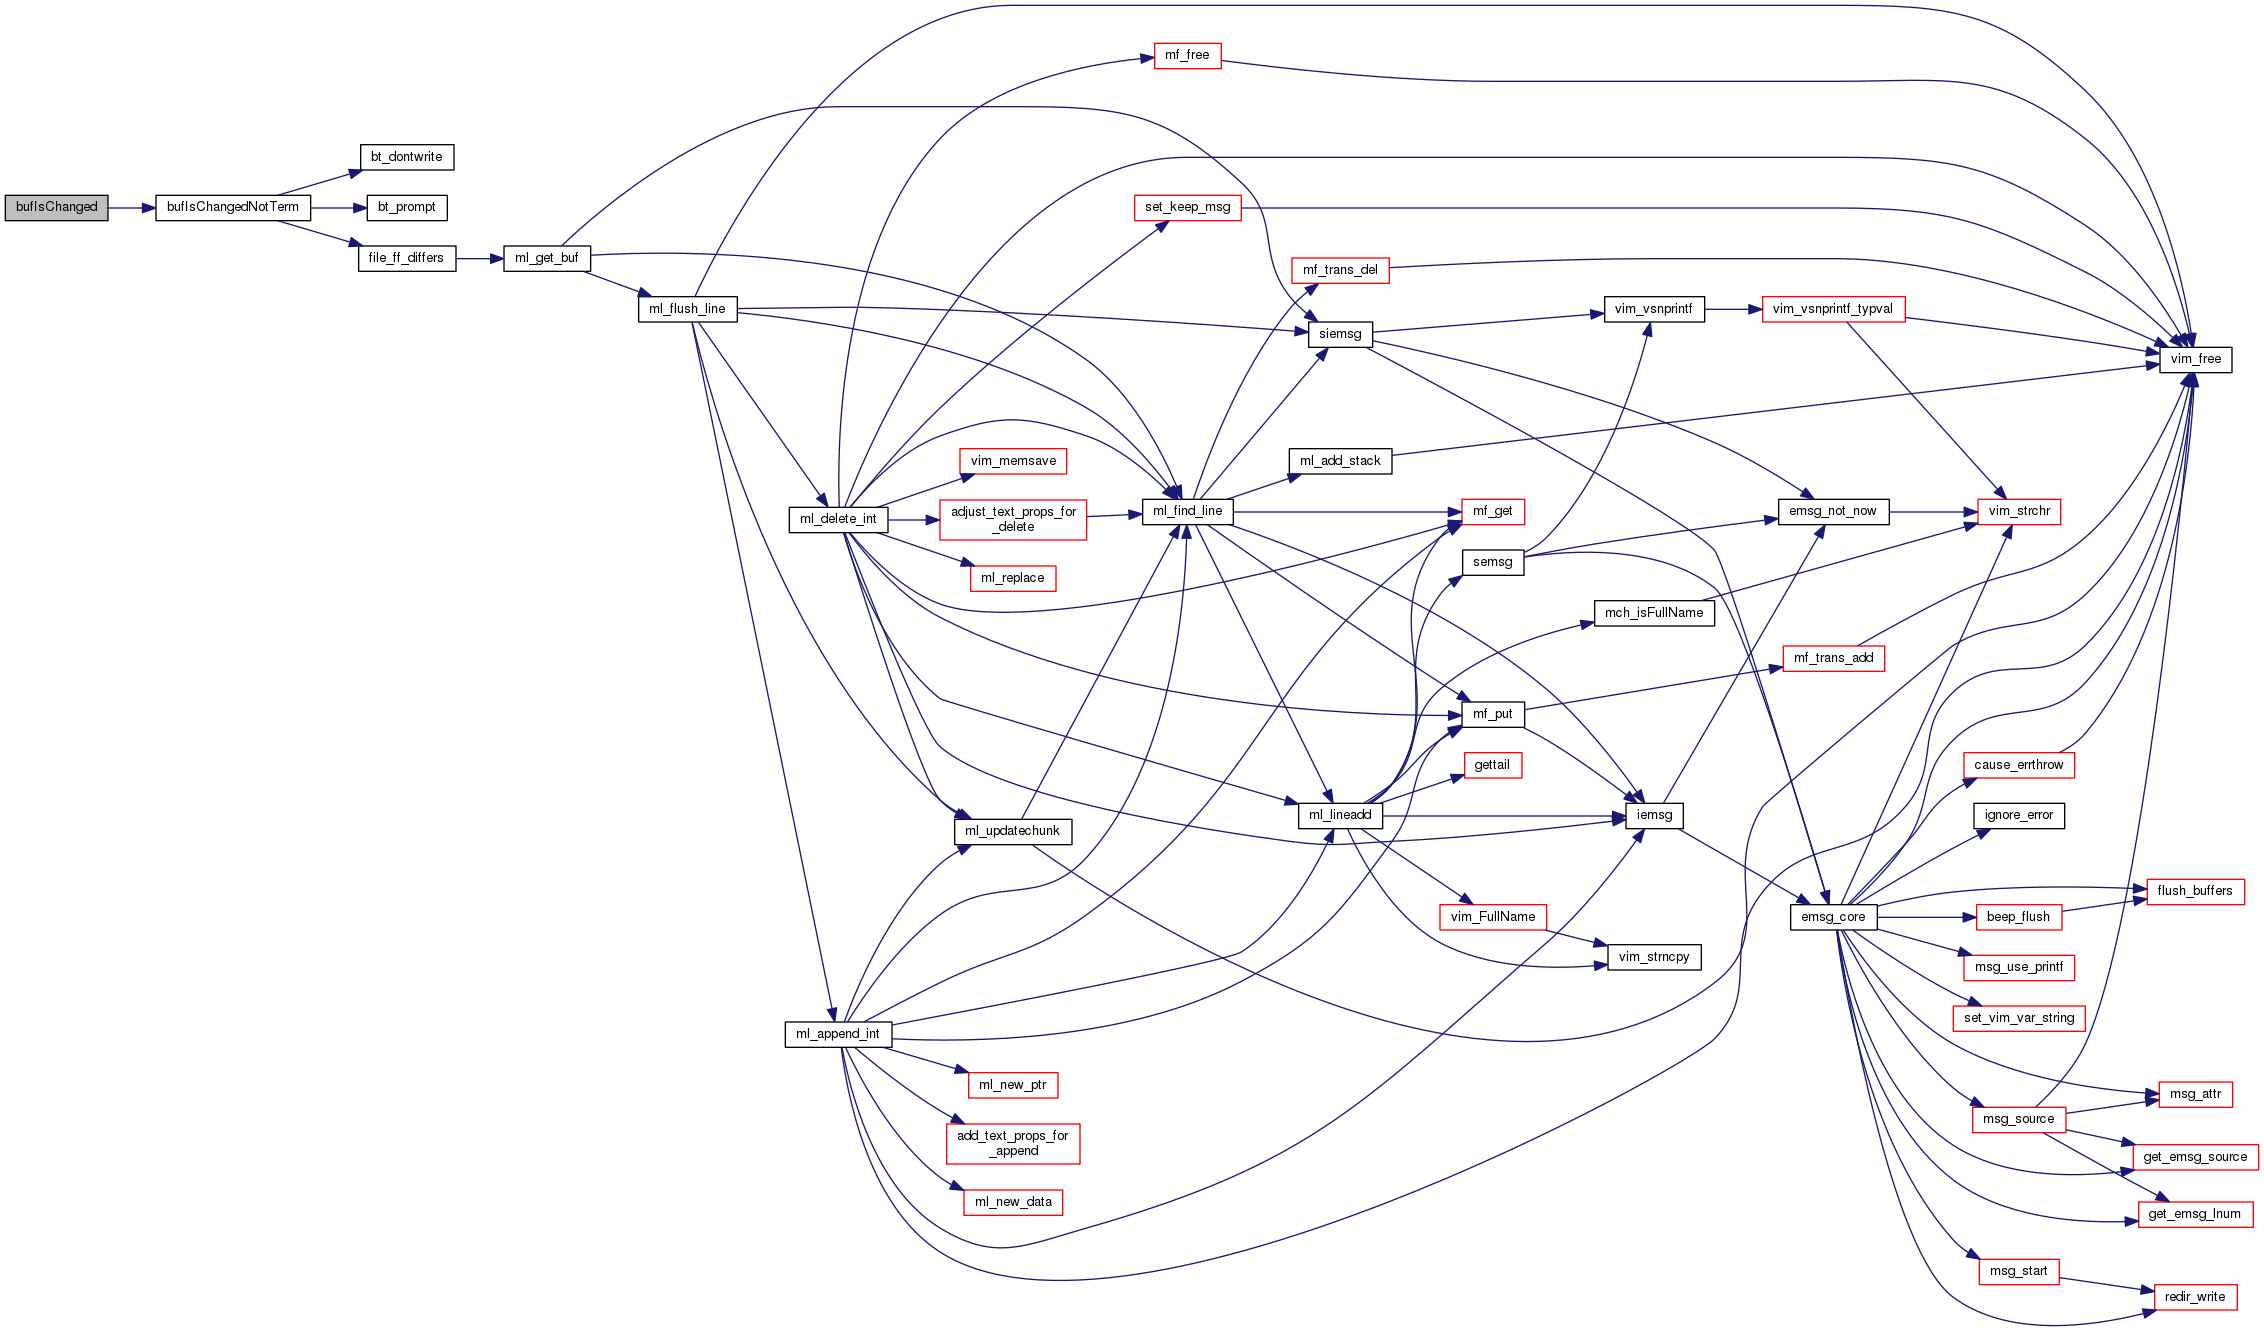 bufIsChanged
bufIsChangedNotTerm
bt_dontwrite
bt_prompt
file_ff_differs
ml_get_buf
ml_flush_line
ml_delete_int
ml_append_int
vim_memsave
adjust_text_props_for
_delete
ml_replace
ml_updatechunk
ml_new_ptr
add_text_props_for
_append
ml_new_data
mf_free
set_keep_msg
ml_find_line
mf_trans_del
siemsg
ml_add_stack
ml_lineadd
mf_get
semsg
mf_put
gettail
vim_FullName
vim_vsnprintf
mch_isFullName
iemsg
vim_strncpy
vim_vsnprintf_typval
emsg_not_now
mf_trans_add
emsg_core
vim_strchr
cause_errthrow
ignore_error
beep_flush
msg_use_printf
set_vim_var_string
msg_source
msg_start
vim_free
flush_buffers
msg_attr
get_emsg_source
get_emsg_lnum
redir_write